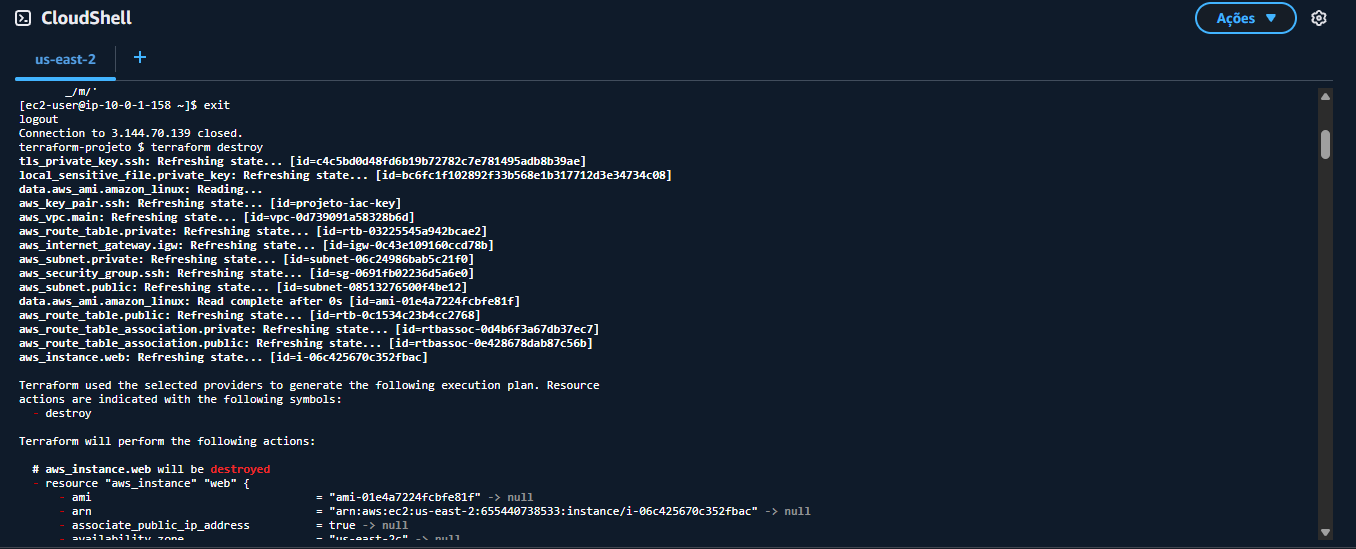 CloudShell
Ações
us-east-2
_/m/'
[ec2-user@ip-10-0-1-158 ~]$ exit
logout
Connection to 3.144.70.139 closed.
terraform-projeto $ terraform destroy
tls_private_key.ssh: Refreshing state... [id=c4c5bd0d48fd6b19b72782c7e781495adb8b39ae]
local_sensitive_file.private_key: Refreshing state... [id=bc6fc1f102892f33b568e1b317712d3e34734c08]
data.aws_ami.amazon_linux: Reading...
aws_key_pair.ssh: Refreshing state... [id=projeto-iac-key]
aws_vpc.main: Refreshing state... [id=vpc-0d739091a58328b6d]
aws_route_table.private: Refreshing state... [id=rtb-03225545a942bcae2]
aws_internet_gateway.igw: Refreshing state... [id=igw-0c43e109160ccd78b]
aws_subnet.private: Refreshing state... [id=subnet-06c24986bab5c21f0]
aws_security_group.ssh: Refreshing state... [id=sg-0691fb02236d5a6e0]
aws_subnet.public: Refreshing state... [id=subnet-08513276500f4be12]
data.aws_ami.amazon_linux: Read complete after 0s [id=ami-01e4a7224fcbfe81f]
aws_route_table.public: Refreshing state... [id=rtb-0c1534c23b4cc2768]
aws_route_table_association.private: Refreshing state... [id=rtbassoc-0d4b6f3a67db37ec7]
aws_route_table_association.public: Refreshing state... [id=rtbassoc-0e428678dab87c56b]
aws_instance.web: Refreshing state... [id=i-06c425670c352fbac]
Terraform used the selected providers to generate the following execution plan. Resource
actions are indicated with the following symbols:
- destroy
Terraform will perform the following actions:
# aws_instance.web will be destroyed
- resource "aws_instance" "web" {
- ami = "ami-01e4a7224fcbfe81f" -> null
- arn = "arn:aws:ec2:us-east-2:655440738533:instance/i-06c425670c352fbac" -> null
- associate_public_ip_address = true -> null
- availability_zone = "us-east-2c" -> null